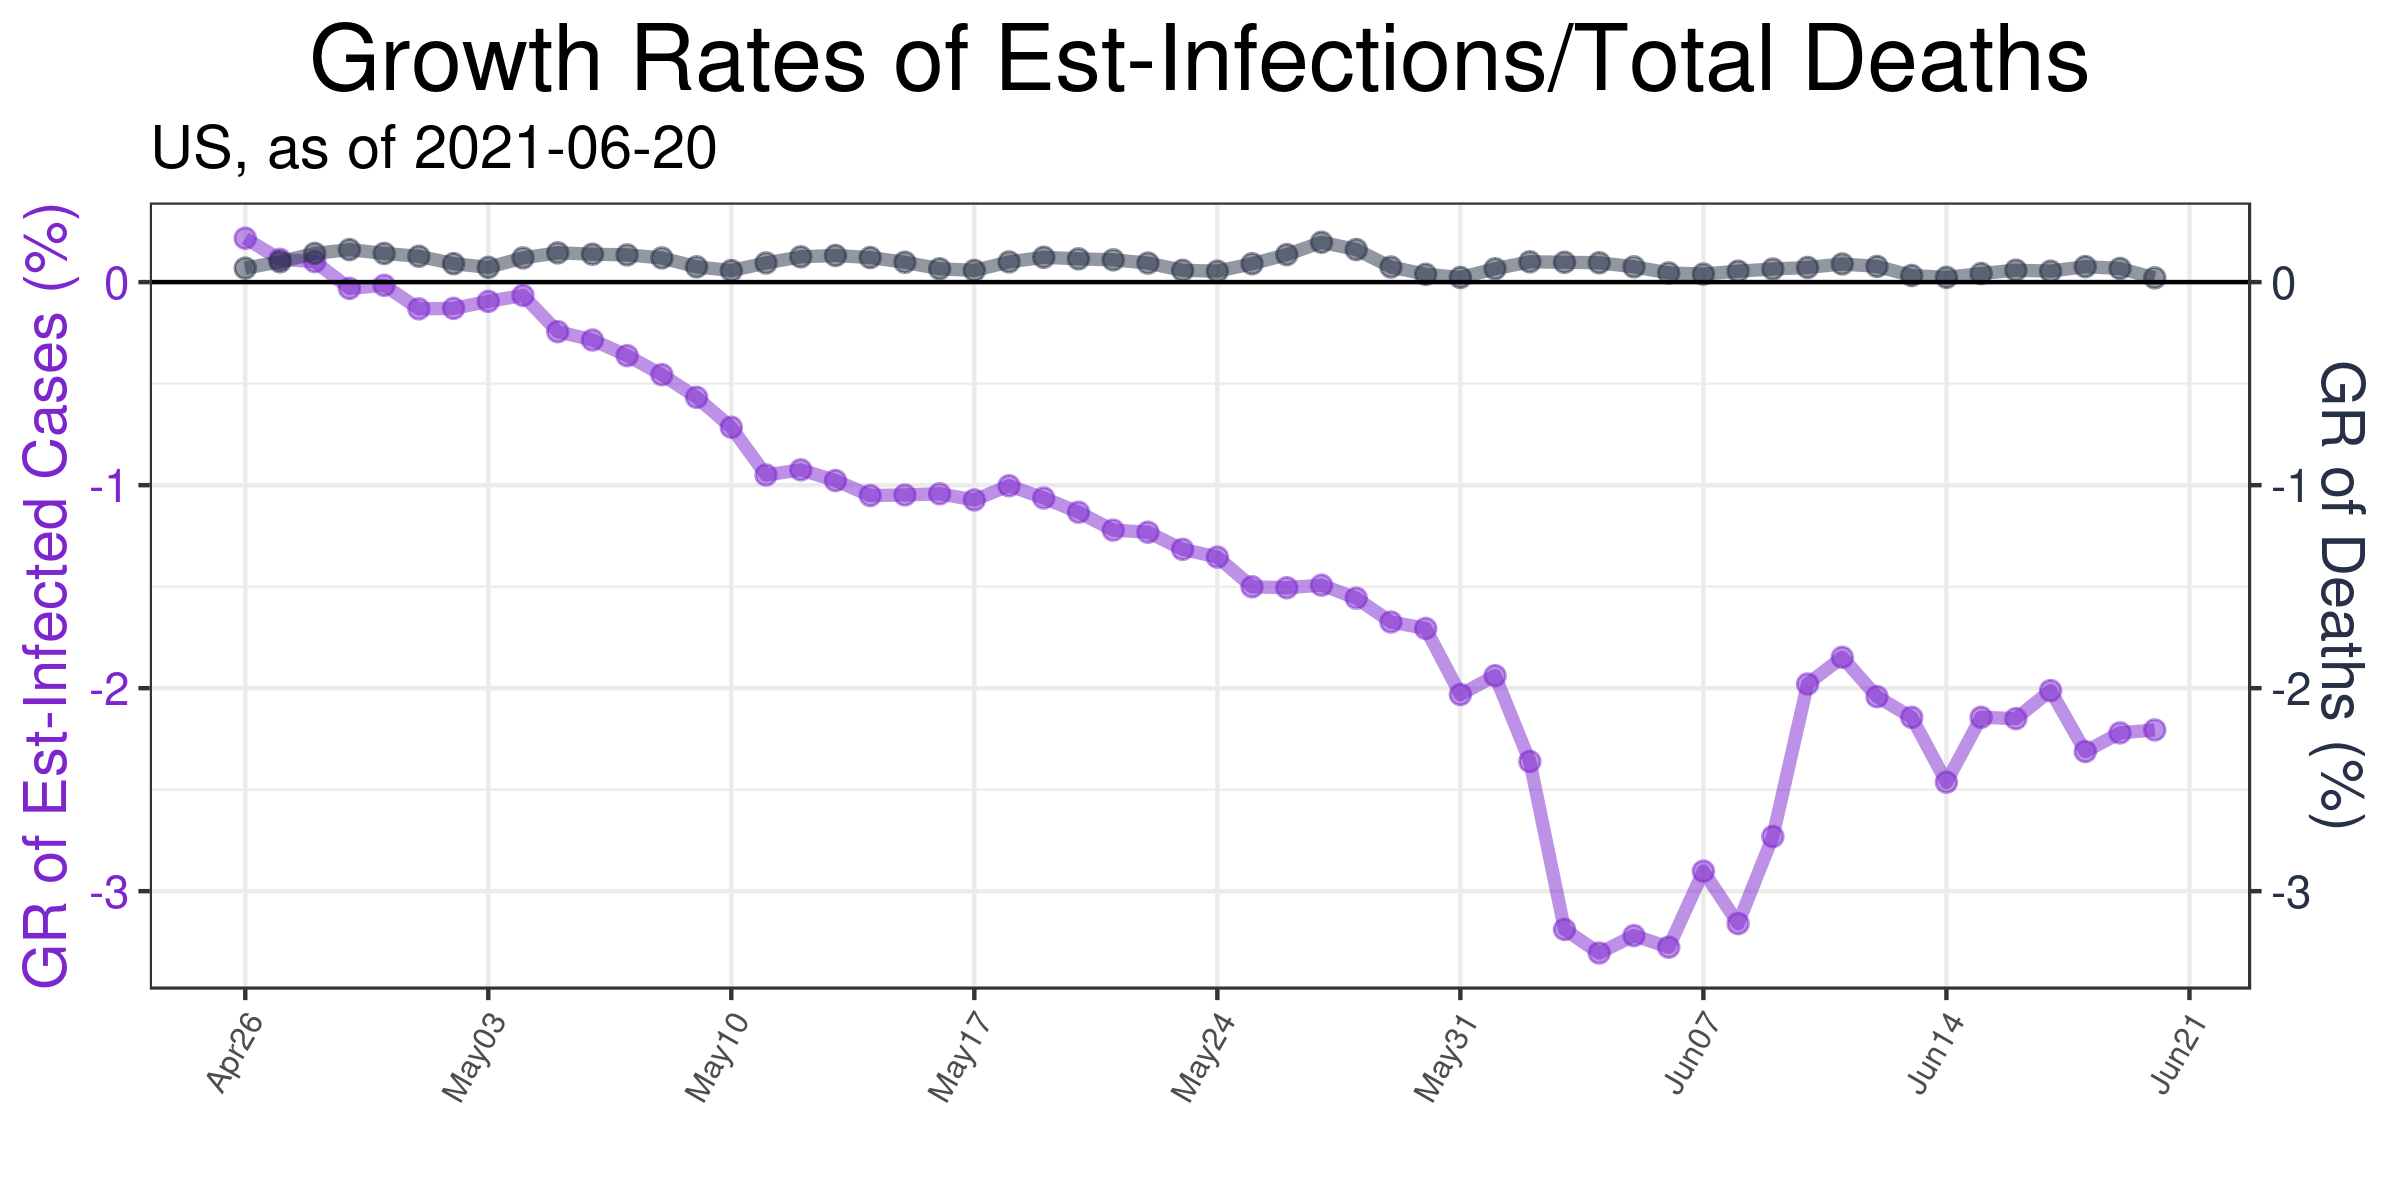 Growth Rates of Est-Infections/Total Deaths
US, as of 2021-06-20
GR of Est-Infected Cases (%)
0
-1
-2
-3
0
-1
-2
-3
GR of Deaths (%)
Apr26
May03
May10
May17
May24
May31
Jun07
Jun14
Jun21